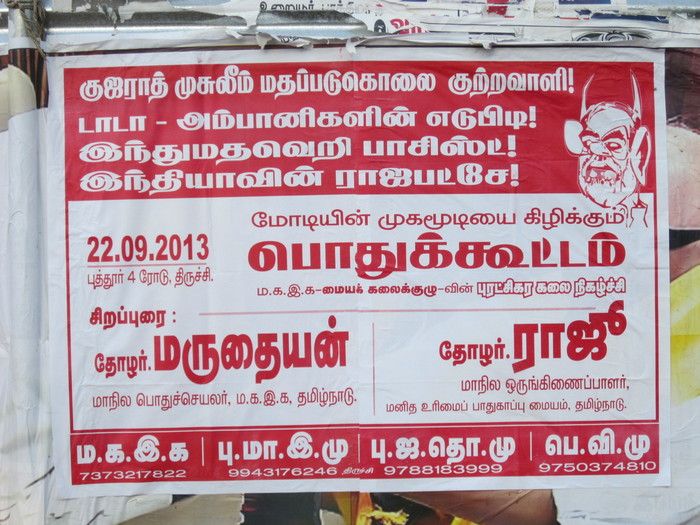 குஜராத் முசுலீம் மதப்படுகொலை குற்றவாளி!
டாடா - அம்பானிகளின் எடுபிடி!
இந்துமதவெறி பாசிஸ்ட்!
இந்தியாவின் ராஜபட்சே!
மோடியின் முகமூடியை கிழிக்கும்
22.09.2013
பொதுக்கூட்டம்
புத்தூர் 4 ரோடு, திருச்சி.
ம.க.இ.க-மையக் கலைக்குழு-வின் புரட்சிகர கலை நிகழ்ச்சி
சிறப்புரை :
தோழர். மருதையன்
மாநில பொதுச்செயலர், ம.க.இ.க, தமிழ்நாடு.
தோழர். ராஜூ
மாநில ஒருங்கிணைப்பாளர்,
மனித உரிமைப் பாதுகாப்பு மையம், தமிழ்நாடு.
ம.க.இ.க | பு.மா.இ.மு | பு.ஜ.தொ.மு | பெ.வி.மு
7373217822 9943176246 திருச்சி 9788183999 9750374810